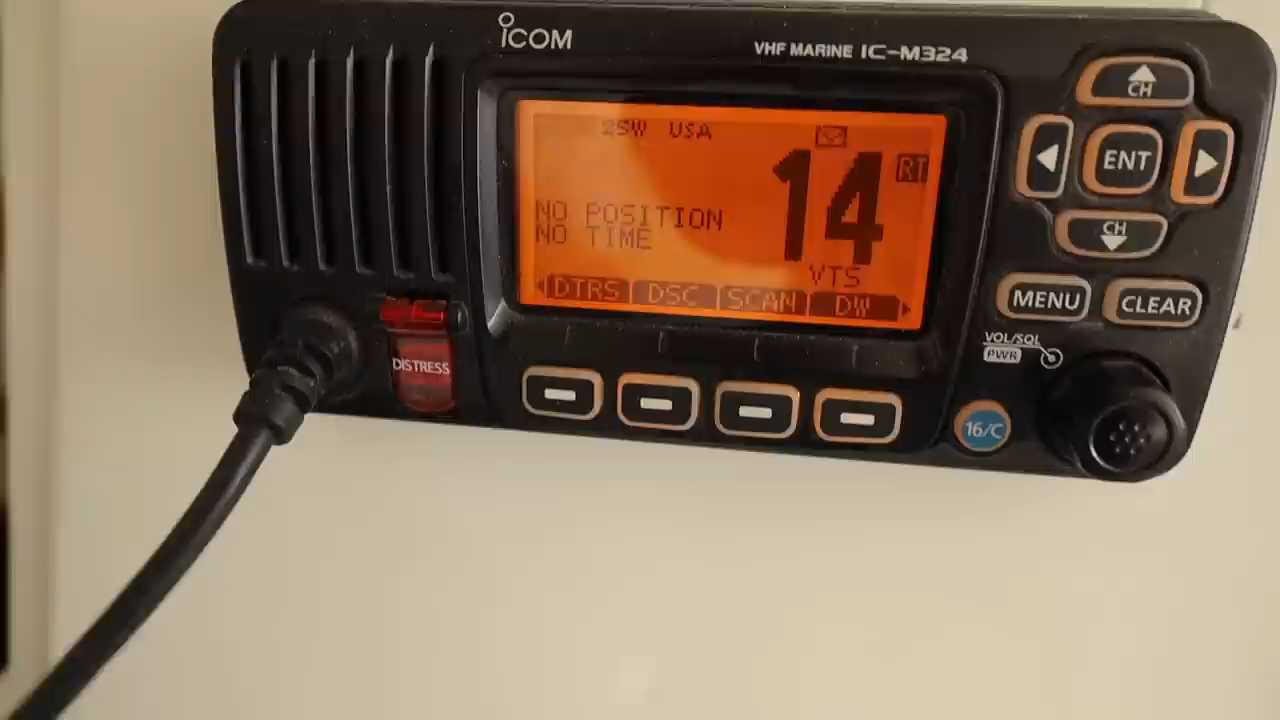 ICOM
VHF MARINE IC-M324
25W USA
14
RT
NO POSITION
NO TIME
VTS
DTRS DSC SCAN DW
DISTRESS
CH
ENT
CH
MENU CLEAR
VOL/SQL
PWR
16/C